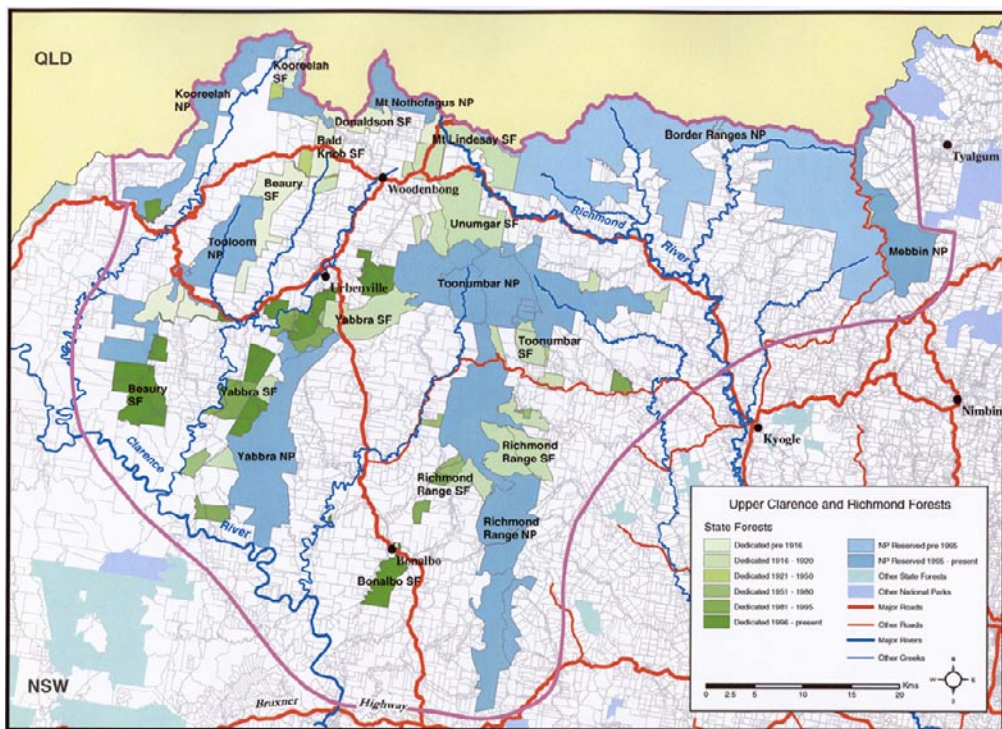 QLD
Kooreelah
SF
Kooreelah
NP
Mt Nothofagus NP
Donaldson SF
Bald
Knob SF
Mt Lindesay SF
Border Ranges NP
Tyalgum
Beaury
SF
Woodenbong
Unumgar SF
Richmond
River
Tooloom
NP
Mebbin NP
Urbenville
Toonumbar NP
Yabbra SF
Toonumbar
SF
Beaury
SF
Yabbra SF
Nimbin
Kyogle
Clarence
River
Yabbra NP
Richmond
Range SF
Richmond
Range SF
Richmond
Range NP
Bonalbo
Bonalbo SF
NSW
Bruxner
Highway
Upper Clarence and Richmond Forests
State Forests
Dedicated pre 1916
Dedicated 1916 - 1920
Dedicated 1921 - 1950
Dedicated 1951 - 1980
Dedicated 1981 - 1995
Dedicated 1996 - present
NP Reserved pre 1995
NP Reserved 1995 - present
Other State Forests
Other National Parks
Major Roads
Other Roads
Major Rivers
Other Creeks
0 2.5 5 10 15 20
Kms
N
W E
S